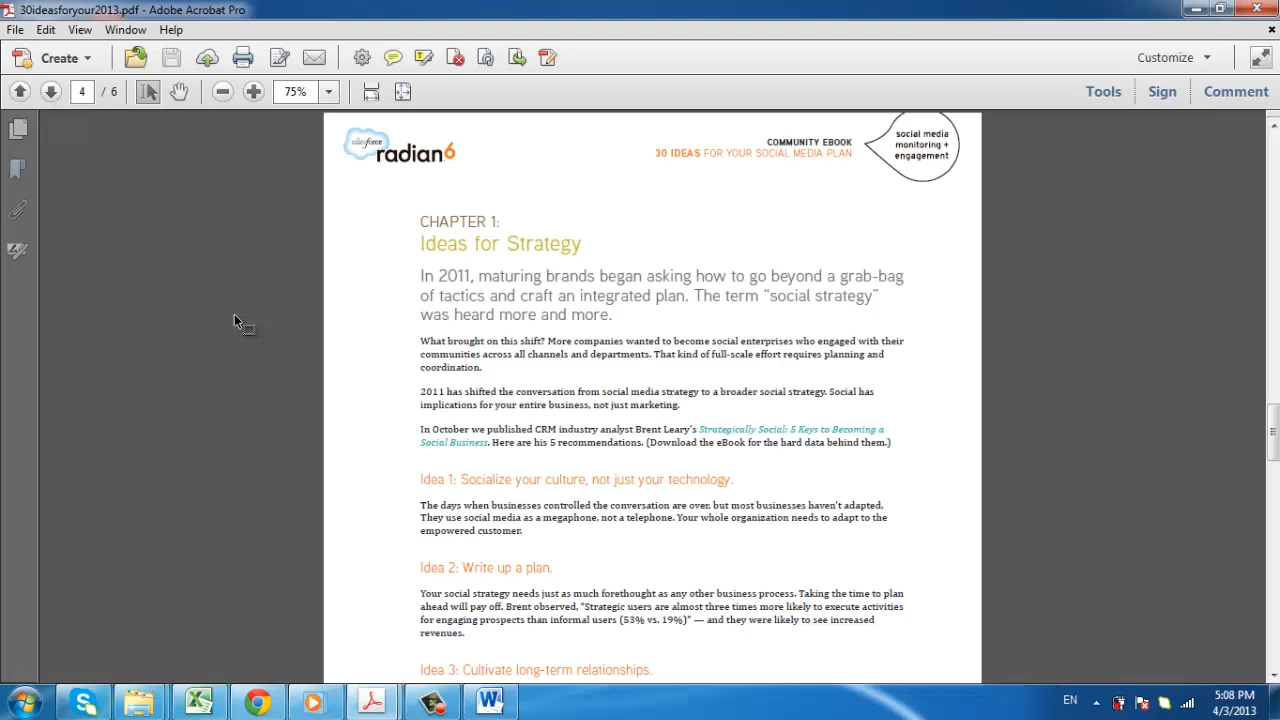 30ideasforyour2013.pdf - Adobe Acrobat Pro
File Edit View Window Help
Create
Customize
4 / 6
75%
Tools Sign Comment
salesforce
radian6
COMMUNITY EBOOK
30 IDEAS FOR YOUR SOCIAL MEDIA PLAN
social media
monitoring +
engagement
CHAPTER 1:
Ideas for Strategy
In 2011, maturing brands began asking how to go beyond a grab-bag
of tactics and craft an integrated plan. The term “social strategy”
was heard more and more.
What brought on this shift? More companies wanted to become social enterprises who engaged with their
communities across all channels and departments. That kind of full-scale effort requires planning and
coordination.
2011 has shifted the conversation from social media strategy to a broader social strategy. Social has
implications for your entire business, not just marketing.
In October we published CRM industry analyst Brent Leary’s Strategically Social: 5 Keys to Becoming a
Social Business. Here are his 5 recommendations. (Download the eBook for the hard data behind them.)
Idea 1: Socialize your culture, not just your technology.
The days when businesses controlled the conversation are over, but most businesses haven’t adapted.
They use social media as a megaphone, not a telephone. Your whole organization needs to adapt to the
empowered customer.
Idea 2: Write up a plan.
Your social strategy needs just as much forethought as any other business process. Taking the time to plan
ahead will pay off. Brent observed, “Strategic users are almost three times more likely to execute activities
for engaging prospects than informal users (53% vs. 19%)” — and they were likely to see increased
revenues.
Idea 3: Cultivate long-term relationships.
EN
5:08 PM
4/3/2013